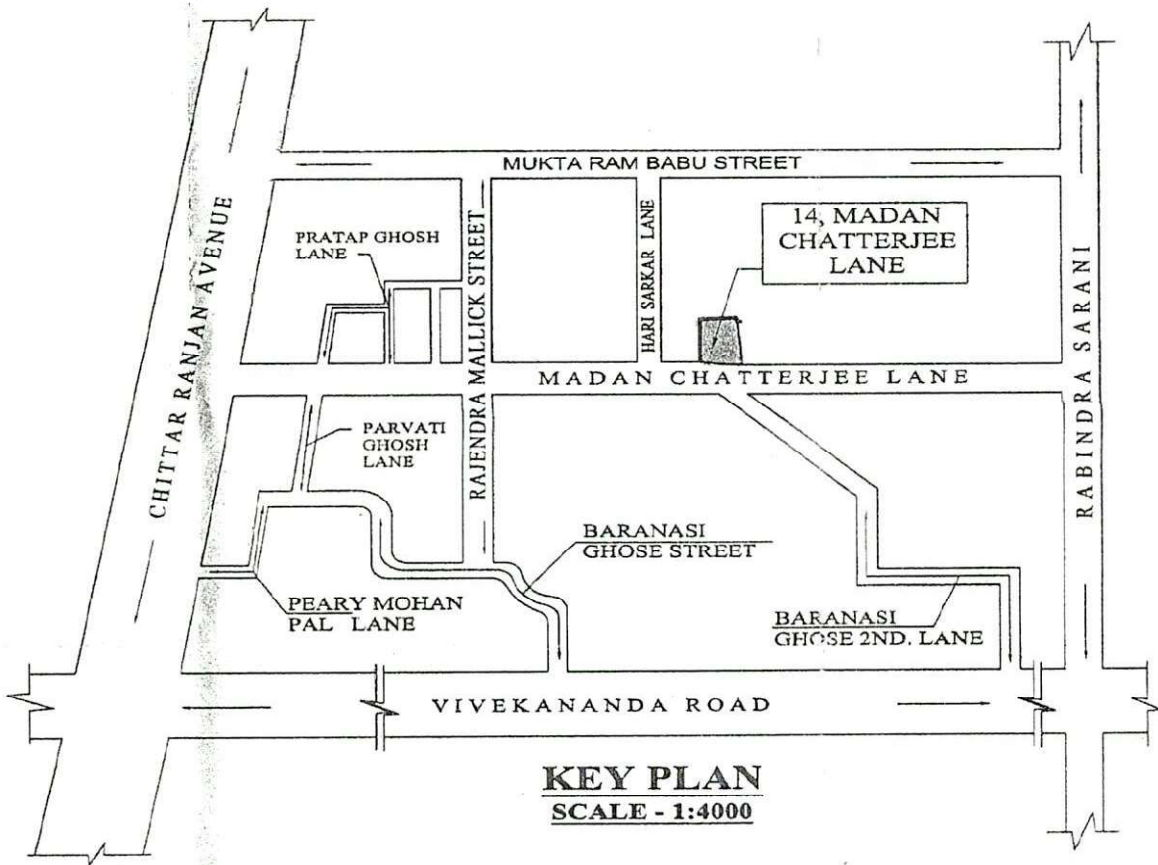 MUKTA RAM BABU STREET
CHITTAR RANJAN AVENUE
PRATAP GHOSH
LANE
RAJENDRA MALLICK STREET
HARI SARKAR LANE
14, MADAN
CHATTERJEE
LANE
RABINDRA SARANI
MADAN CHATTERJEE LANE
PARVATI
GHOSH
LANE
BARANASI
GHOSE STREET
PEARY MOHAN
PAL LANE
BARANASI
GHOSE 2ND. LANE
VIVEKANANDA ROAD
KEY PLAN
SCALE - 1:4000